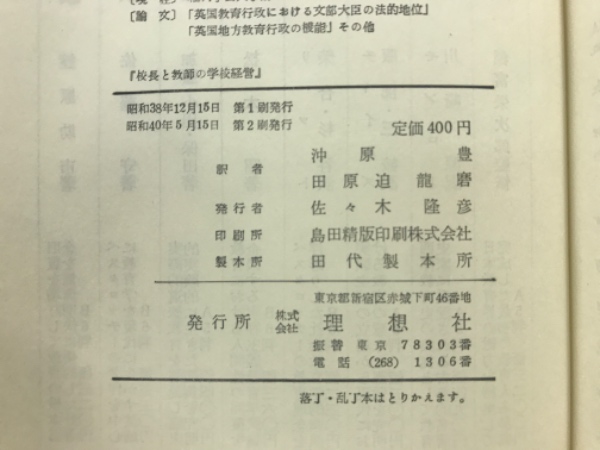 〔論 文〕「英国教育行政における文部大臣の法的地位」
「英国地方教育行政の機能」その他
『校長と教師の学校経営』
昭和38年12月15日 第1刷発行
昭和40年5月15日 第2刷発行
定価400円
訳者 沖原豊
田原迫龍磨
発行者 佐々木隆彦
印刷所 島田精版印刷株式会社
製本所 田代製本所
東京都新宿区赤城下町46番地
発行所 株式会社 理想社
振替 東京 78303番
電話 (268) 1306番
落丁・乱丁本はとりかえます。